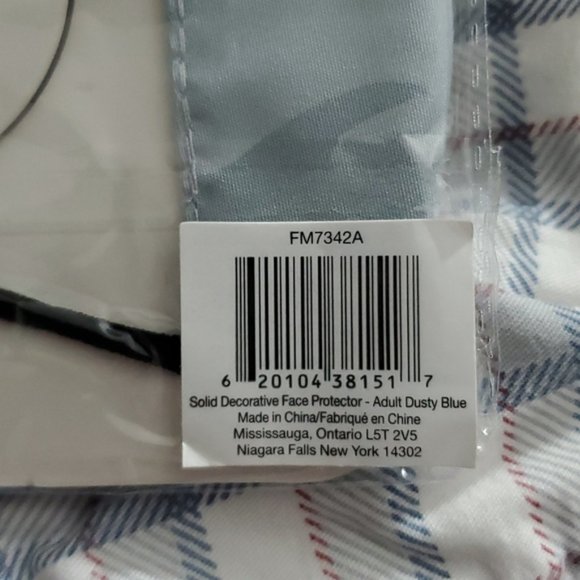 FM7342A
6 20104 38151 7
Solid Decorative Face Protector - Adult Dusty Blue
Made in China/Fabriqué en Chine
Mississauga, Ontario L5T 2V5
Niagara Falls New York 14302